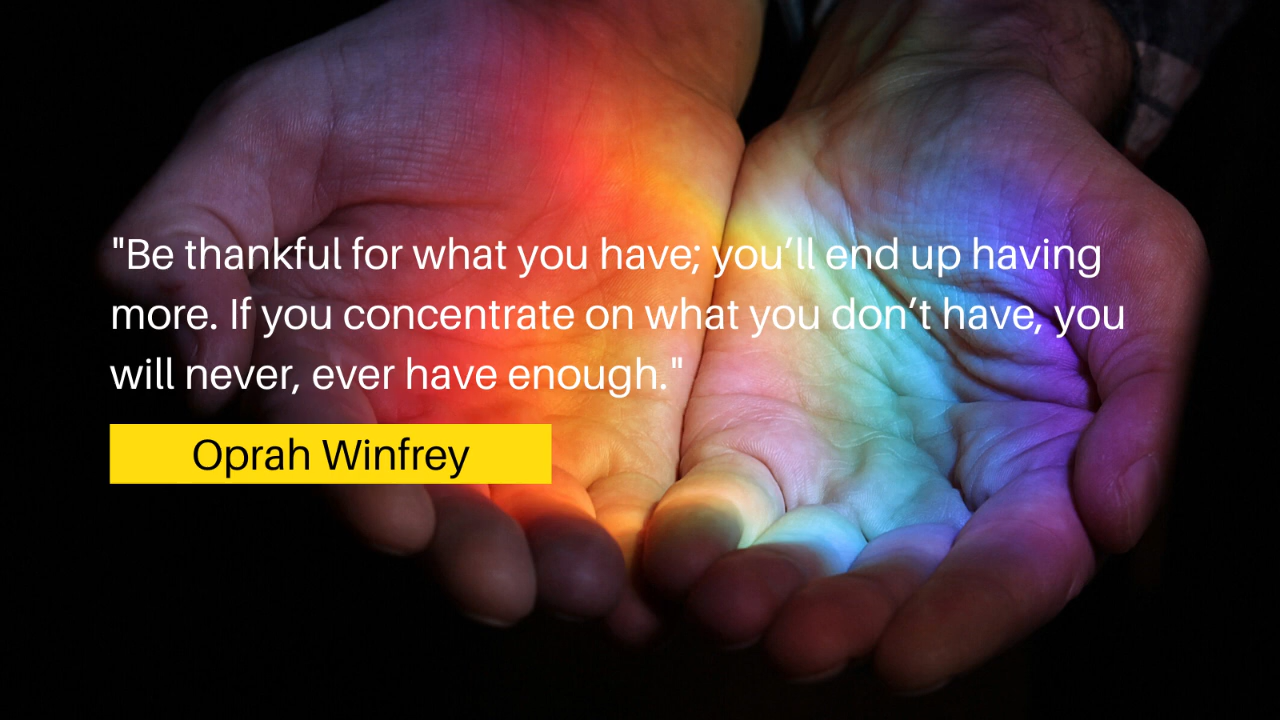 "Be thankful for what you have; you’ll end up having
more. If you concentrate on what you don’t have, you
will never, ever have enough."
Oprah Winfrey